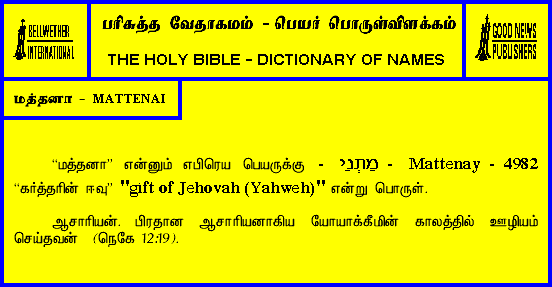 BELLWETHER
INTERNATIONAL
பரிசுத்த வேதாகமம் - பெயர் பொருள்விளக்கம்
THE HOLY BIBLE - DICTIONARY OF NAMES
GOOD NEWS
PUBLISHERS
மத்தனா - MATTENAI
“மத்தனா” என்னும் எபிரெய பெயருக்கு - מַתְּנַי - Mattenay - 4982
“கர்த்தரின் ஈவு” "gift of Jehovah (Yahweh)" என்று பொருள்.
ஆசாரியன். பிரதான ஆசாரியனாகிய யோயாக்கீமின் காலத்தில் ஊழியம்
செய்தவன் (நெகே 12:19).